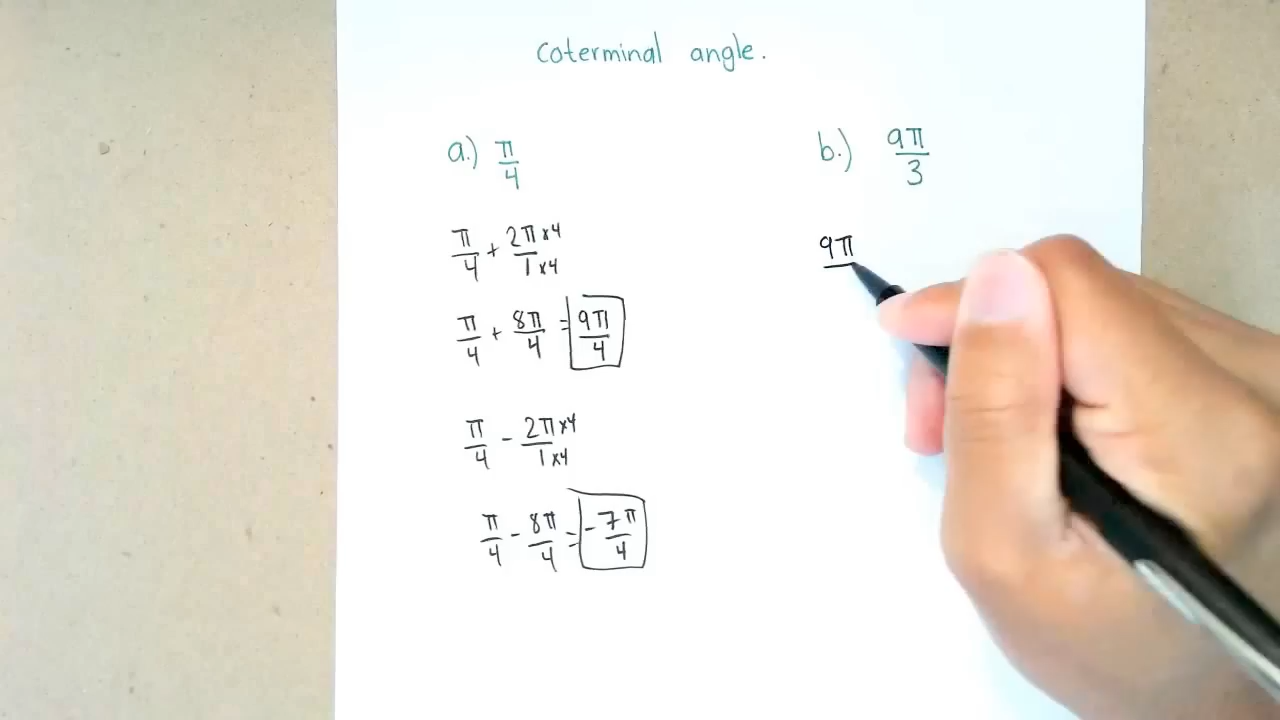 coterminal angle.
a.) π/4
π/4 + 2π×4/1×4
π/4 + 8π/4 = 9π/4
π/4 - 2π×4/1×4
π/4 - 8π/4 = -7π/4
b.) 9π/3
9π